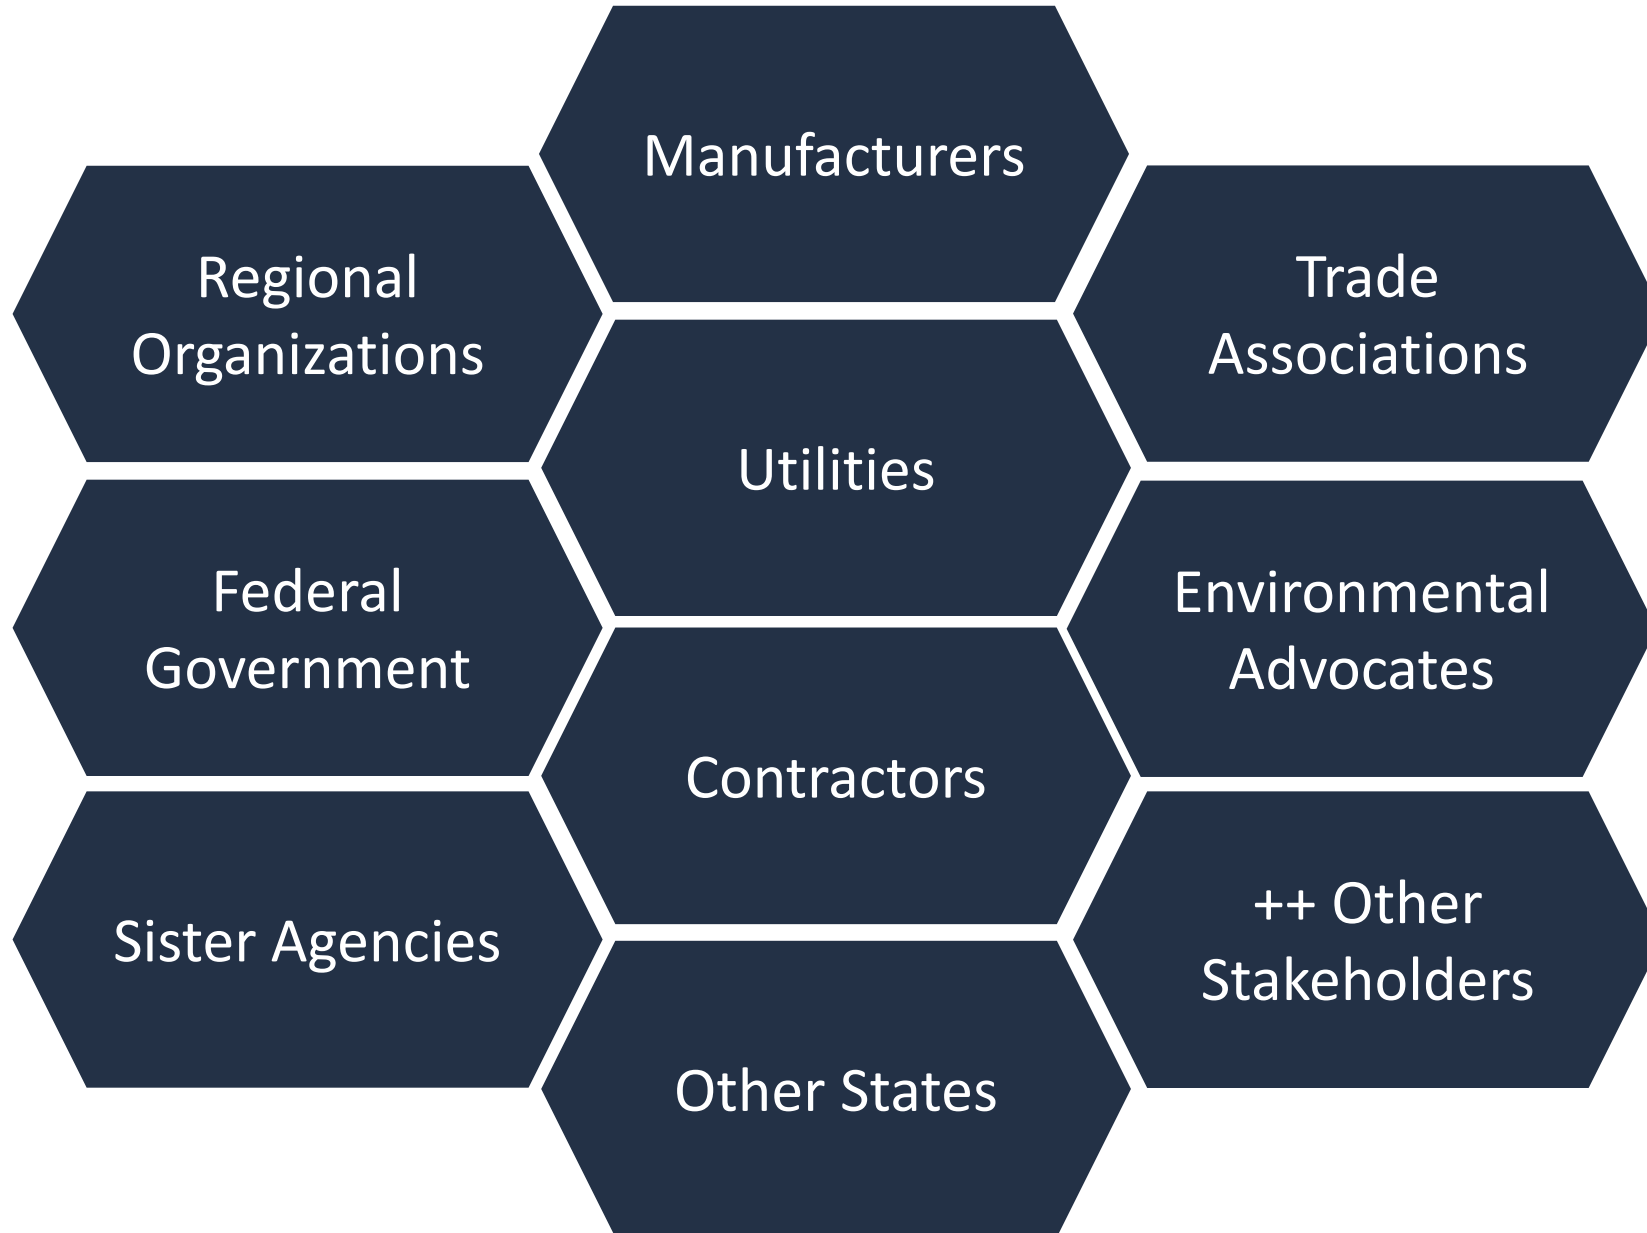 Manufacturers
Regional
Organizations
Trade
Associations
Utilities
Federal
Government
Environmental
Advocates
Contractors
Sister Agencies
++ Other
Stakeholders
Other States